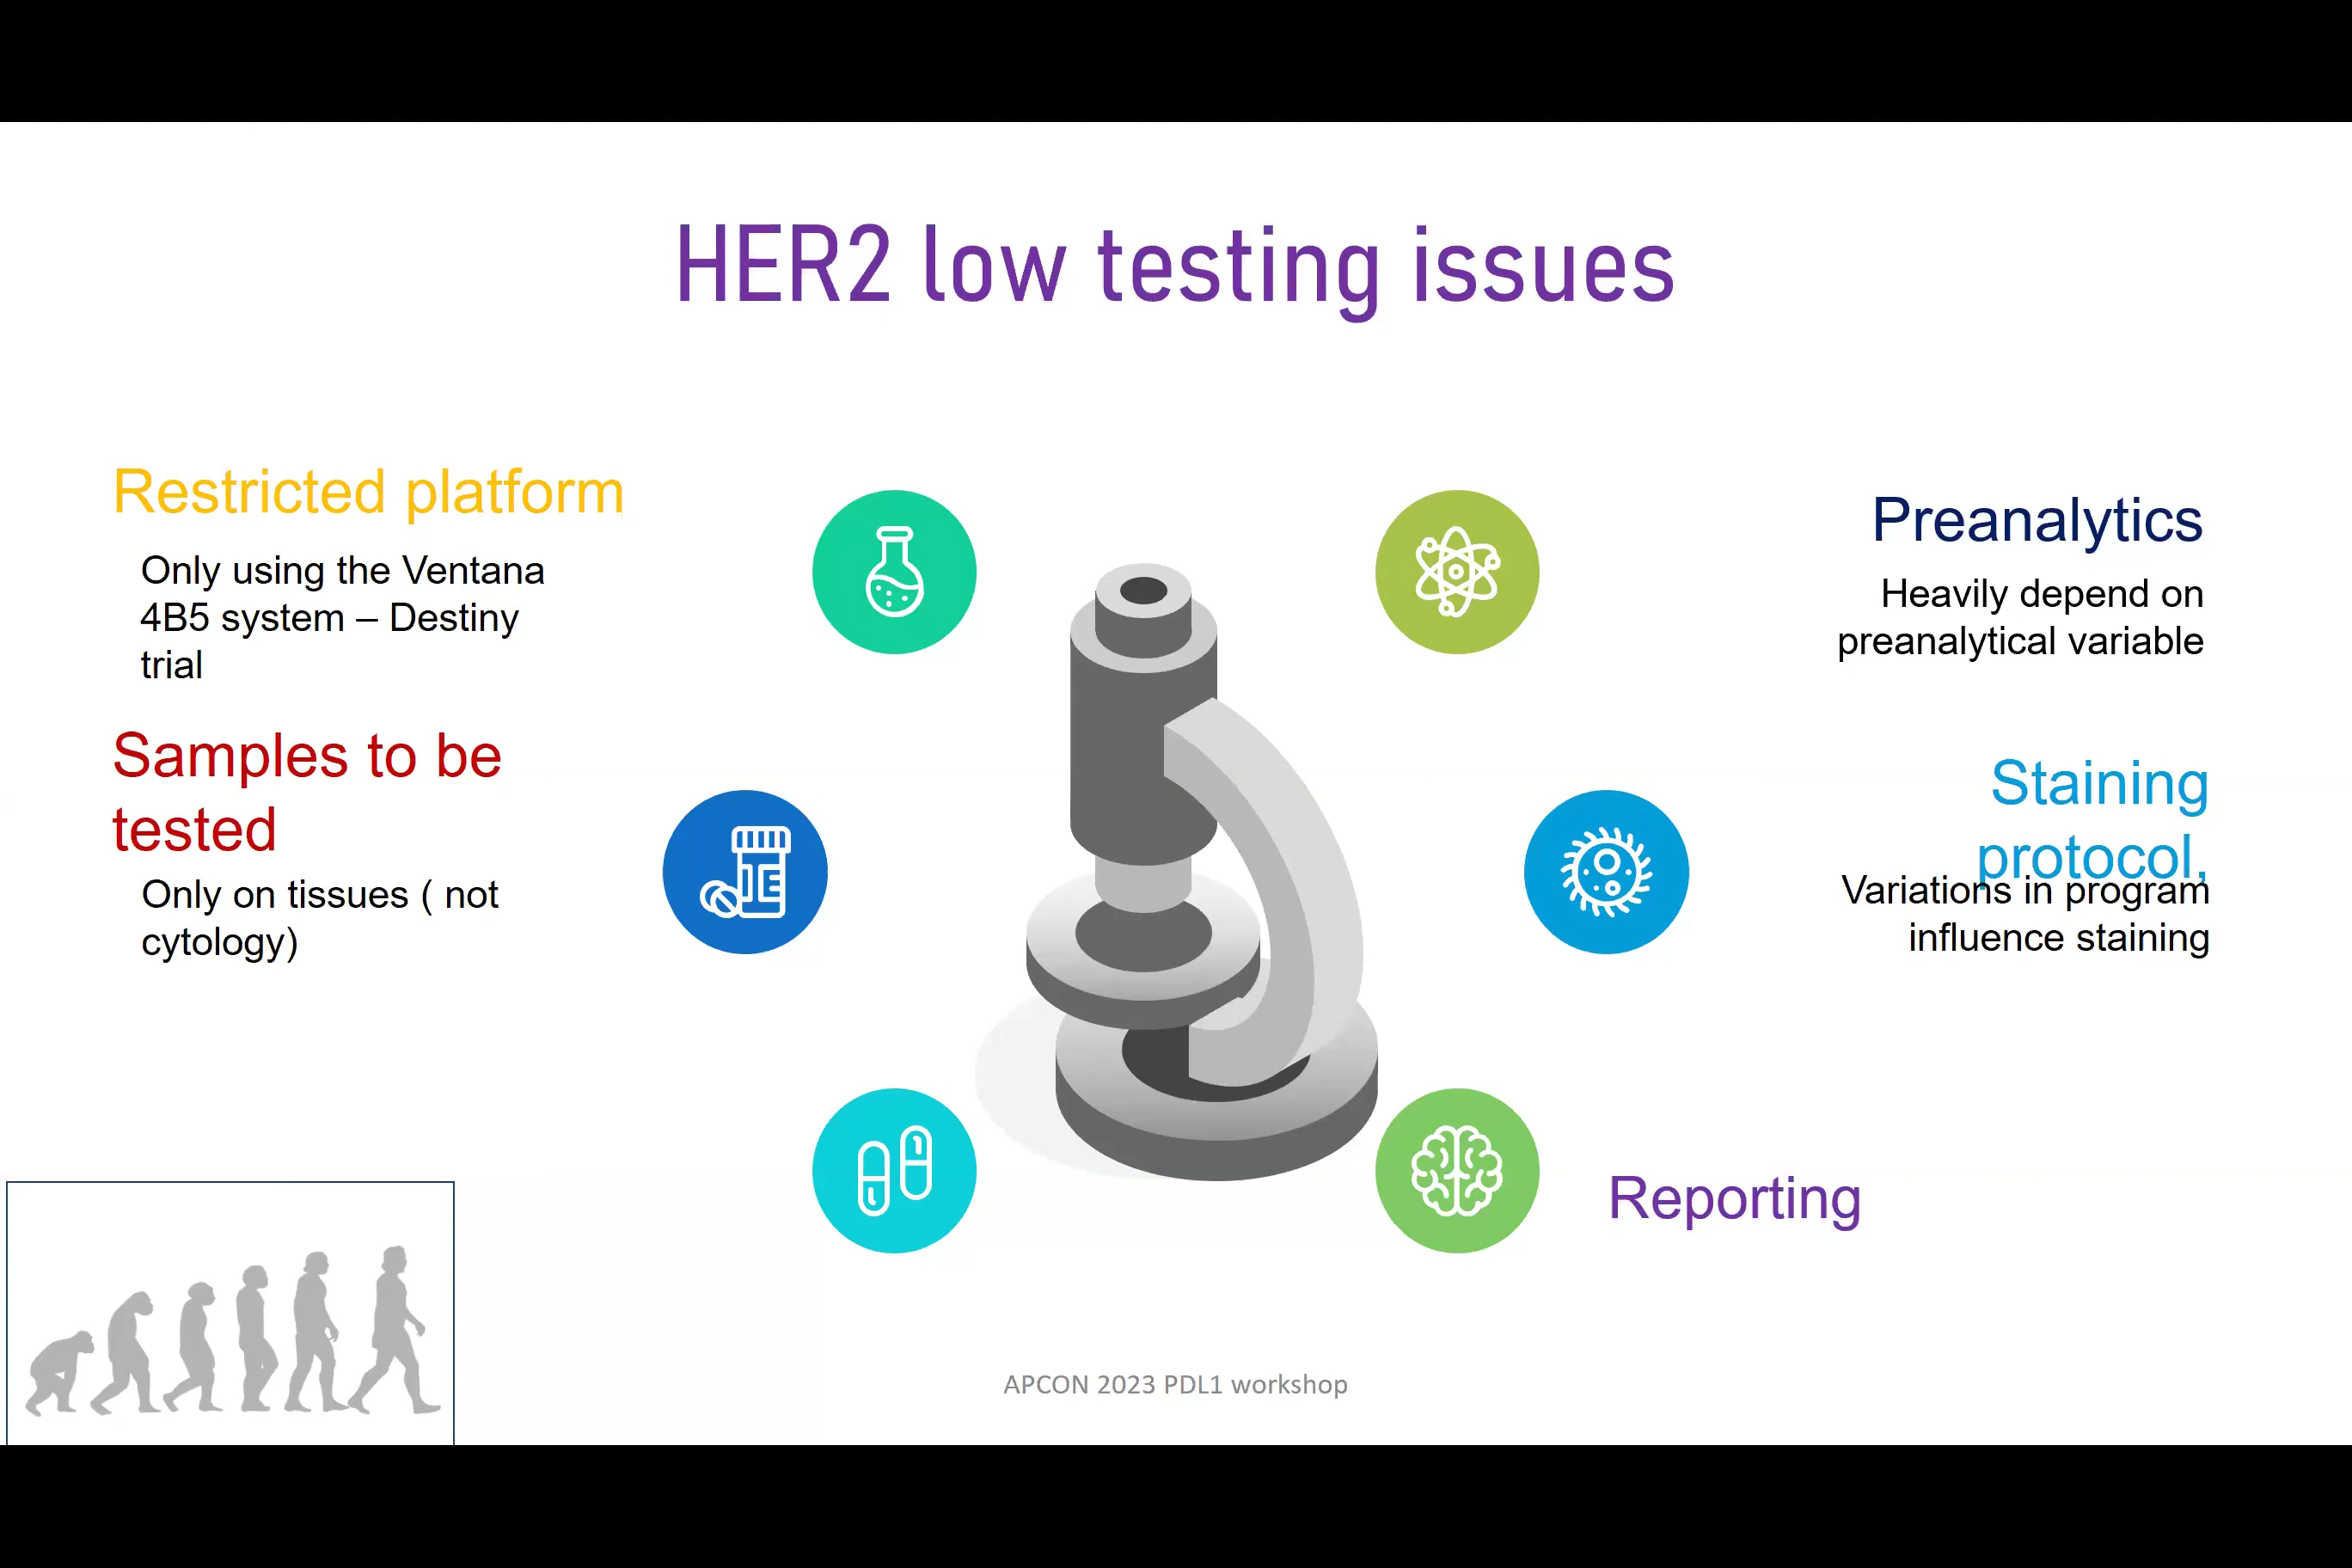 HER2 low testing issues
Restricted platform
Only using the Ventana
4B5 system – Destiny
trial
Samples to be
tested
Only on tissues ( not
cytology)
Preanalytics
Heavily depend on
preanalytical variable
Staining
protocol,
Variations in program
influence staining
Reporting
APCON 2023 PDL1 workshop